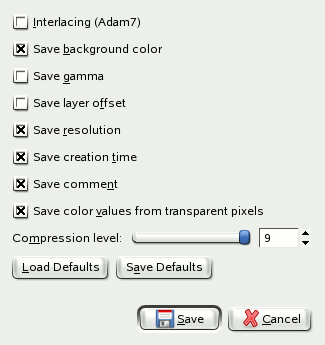 Interlacing (Adam7)
Save background color
Save gamma
Save layer offset
Save resolution
Save creation time
Save comment
Save color values from transparent pixels
Compression level: 9
Load Defaults Save Defaults
Save Cancel